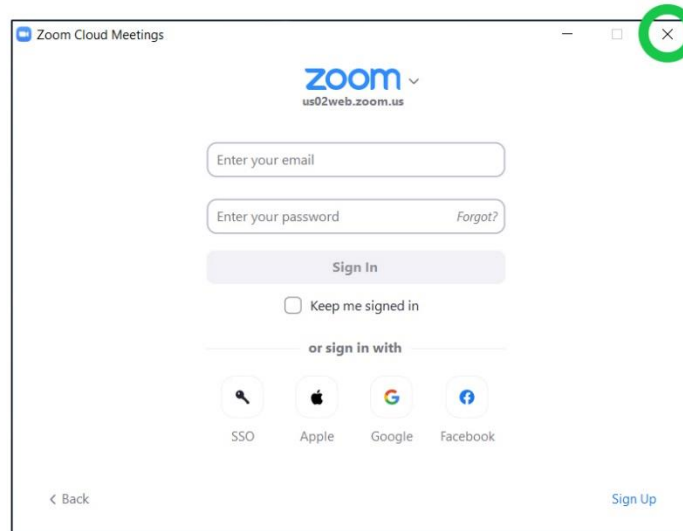 Zoom Cloud Meetings
zoom
us02web.zoom.us
Enter your email
Enter your password Forgot?
Sign In
Keep me signed in
or sign in with
SSO Apple Google Facebook
< Back Sign Up